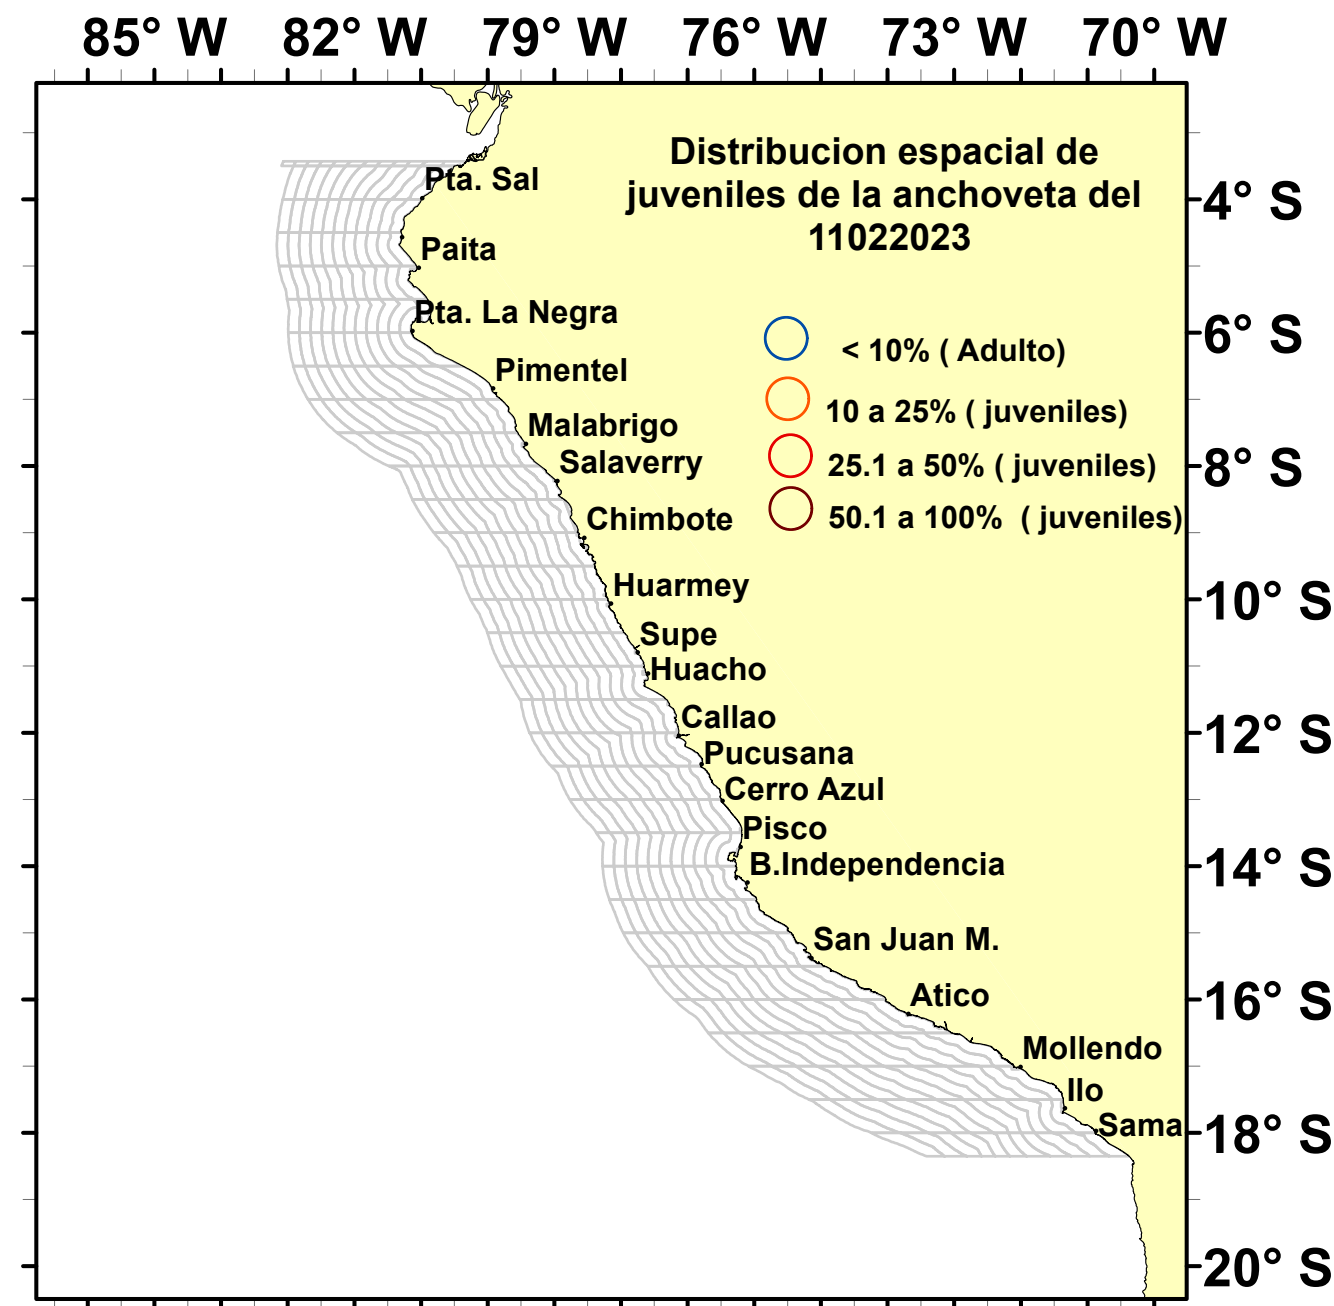 85° W 82° W 79° W 76° W 73° W 70° W
Distribucion espacial de
juveniles de la anchoveta del
11022023
Pta. Sal
4° S
Paita
Pta. La Negra
6° S
< 10% ( Adulto)
Pimentel
10 a 25% ( juveniles)
Malabrigo
Salaverry
25.1 a 50% ( juveniles)
8° S
Chimbote
50.1 a 100% ( juveniles)
Huarmey
10° S
Supe
Huacho
Callao
12° S
Pucusana
Cerro Azul
Pisco
B.Independencia
14° S
San Juan M.
Atico
16° S
Mollendo
Ilo
Sama
18° S
20° S